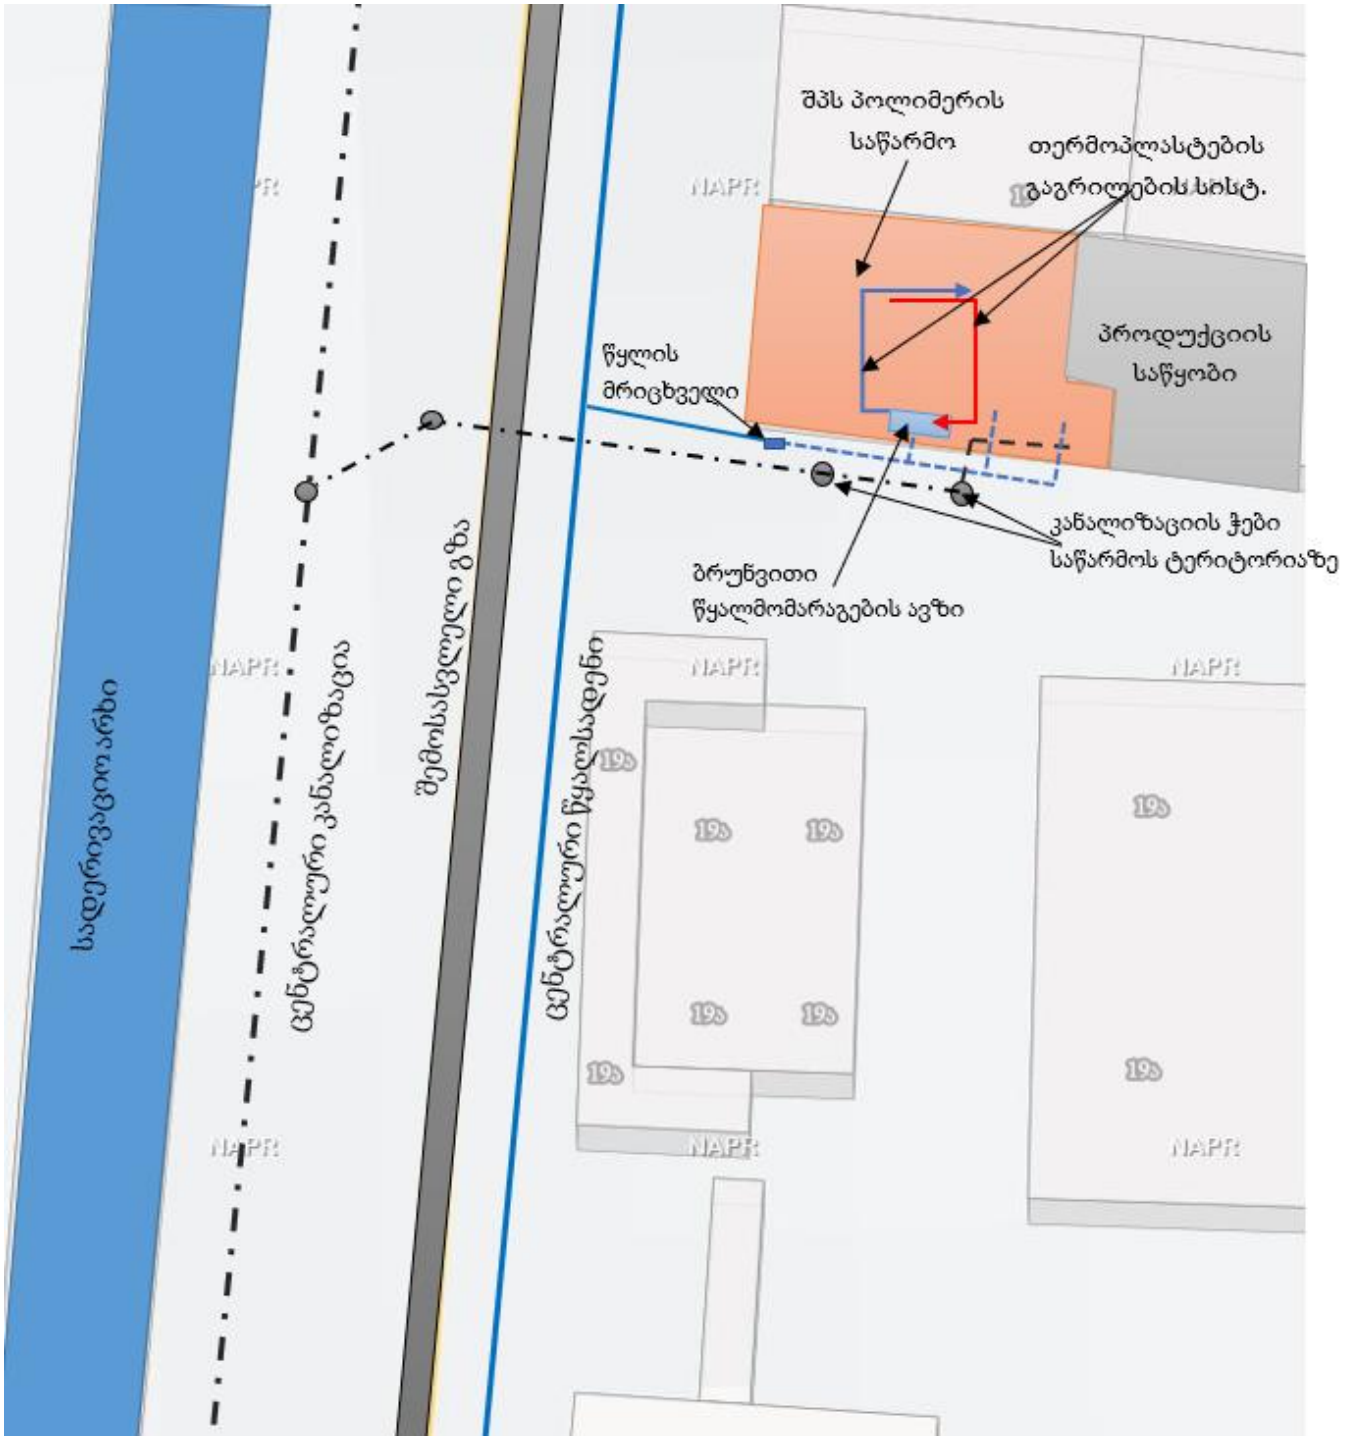 შპს პოლიმერის
საწარმო
თერმოპლასტების
გაგრილების სისტ.
NAPR
პროდუქციის
საწყობი
წყლის
მრიცხველი
კანალიზაციის ჭები
საწარმოს ტერიტორიაზე
ბრუნვითი
წყალმომარაგების ავზი
სადერივაციო არხი
ცენტრალური კანალიზაცია
შემოსასვლელი გზა
ცენტრალური წყალსადენი
NAPR
NAPR
NAPR
19ა
19ა
19ა
19ა
19ა
19ა
19ა
19ა
NAPR
NAPR
NAPR